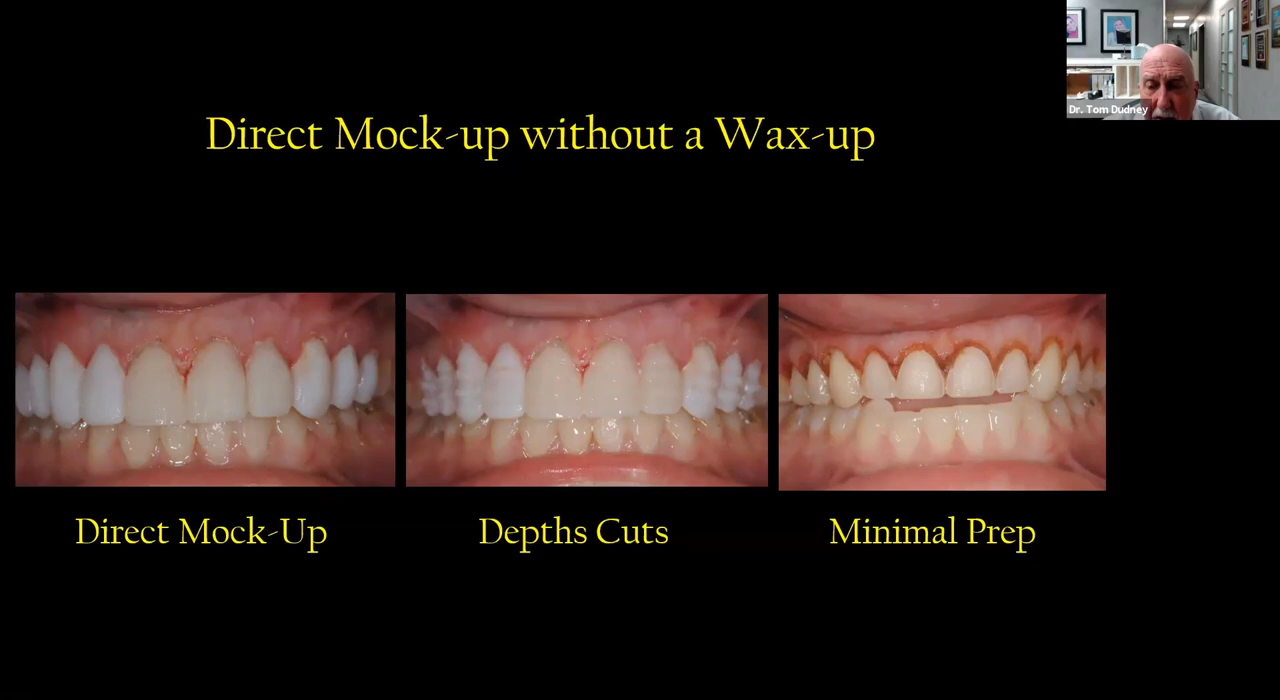 Direct Mock-up without a Wax-up
Dr. Tom Dudney
Direct Mock-Up
Depths Cuts
Minimal Prep